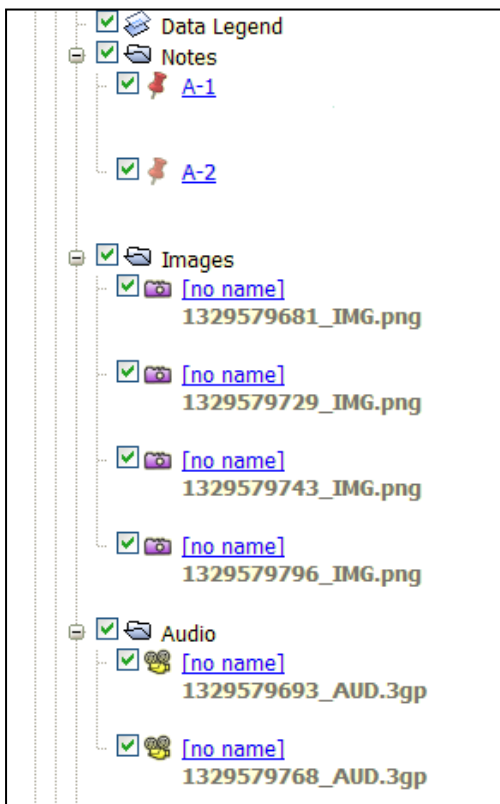 Data Legend
Notes
A-1
A-2
Images
[no name]
1329579681_IMG.png
[no name]
1329579729_IMG.png
[no name]
1329579743_IMG.png
[no name]
1329579796_IMG.png
Audio
[no name]
1329579693_AUD.3gp
[no name]
1329579768_AUD.3gp